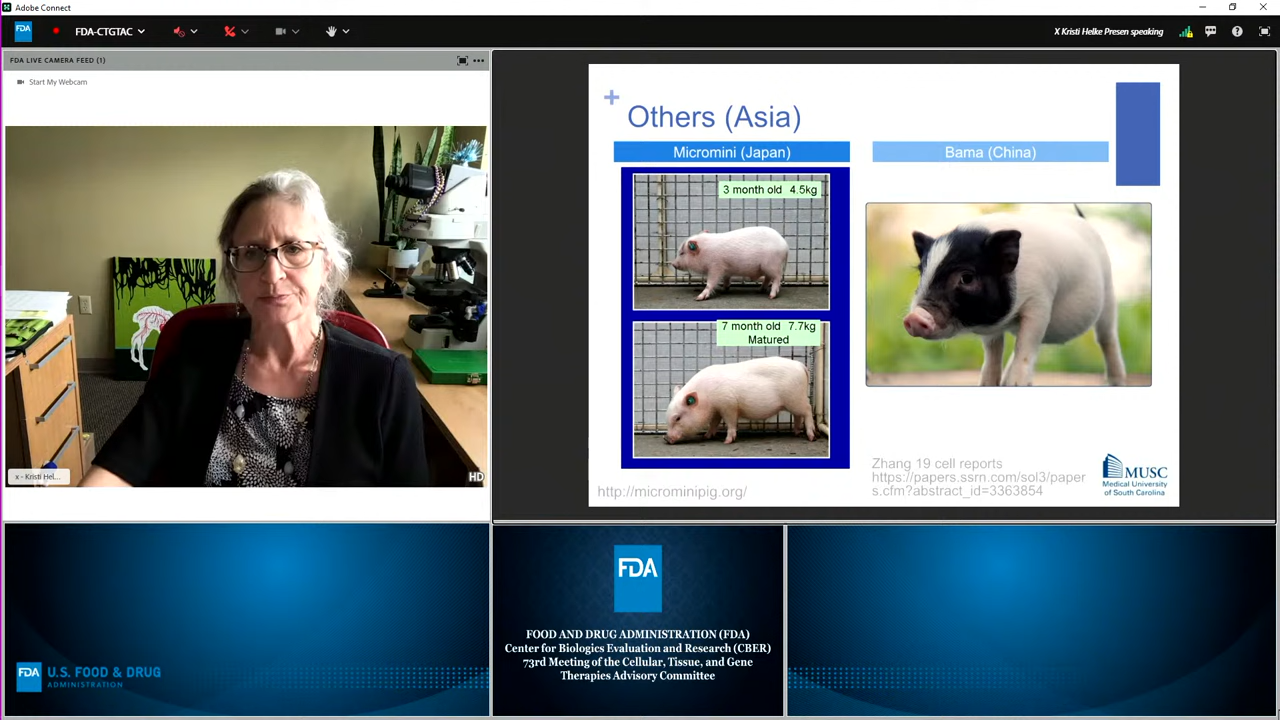 Adobe Connect
FDA
FDA-CTGTAC
X Kristi Helke Presen speaking
FDA LIVE CAMERA FEED (1)
Start My Webcam
x - Kristi Hel...
HD
Others (Asia)
Micromini (Japan)
3 month old 4.5kg
7 month old 7.7kg
Matured
http://microminipig.org/
Bama (China)
Zhang 19 cell reports
https://papers.ssrn.com/sol3/paper
s.cfm?abstract_id=3363854
MUSC
Medical University
of South Carolina
FDA
U.S. FOOD & DRUG
ADMINISTRATION
FDA
FOOD AND DRUG ADMINISTRATION (FDA)
Center for Biologics Evaluation and Research (CBER)
73rd Meeting of the Cellular, Tissue, and Gene
Therapies Advisory Committee